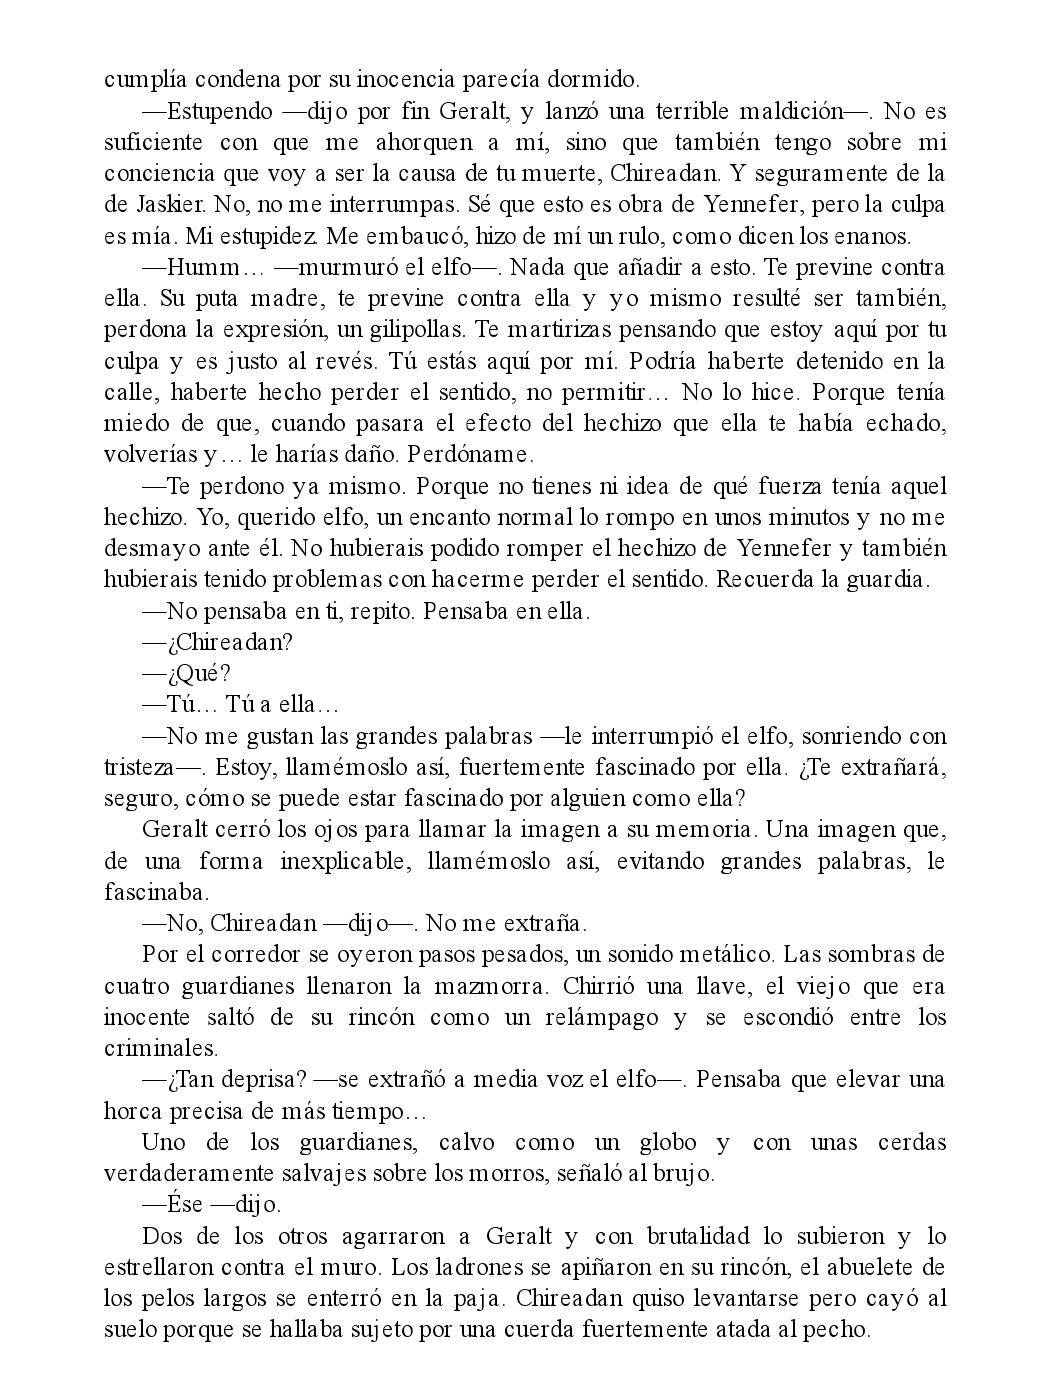 cumplía condena por su inocencia parecía dormido.
—Estupendo —dijo por fin Geralt, y lanzó una terrible maldición—. No es
suficiente con que me ahorquen a mí, sino que también tengo sobre mi
conciencia que voy a ser la causa de tu muerte, Chireadan. Y seguramente de la
de Jaskier. No, no me interrumpas. Sé que esto es obra de Yennefer, pero la culpa
es mía. Mi estupidez. Me embaucó, hizo de mí un rulo, como dicen los enanos.
—Humm… —murmuró el elfo—. Nada que añadir a esto. Te previne contra
ella. Su puta madre, te previne contra ella y yo mismo resulté ser también,
perdona la expresión, un gilipollas. Te martirizas pensando que estoy aquí por tu
culpa y es justo al revés. Tú estás aquí por mí. Podría haberte detenido en la
calle, haberte hecho perder el sentido, no permitir… No lo hice. Porque tenía
miedo de que, cuando pasara el efecto del hechizo que ella te había echado,
volverías y… le harías daño. Perdóname.
—Te perdono ya mismo. Porque no tienes ni idea de qué fuerza tenía aquel
hechizo. Yo, querido elfo, un encanto normal lo rompo en unos minutos y no me
desmayo ante él. No hubierais podido romper el hechizo de Yennefer y también
hubierais tenido problemas con hacerme perder el sentido. Recuerda la guardia.
—No pensaba en ti, repito. Pensaba en ella.
—¿Chireadan?
—¿Qué?
—Tú… Tú a ella…
—No me gustan las grandes palabras —le interrumpió el elfo, sonriendo con
tristeza—. Estoy, llamémoslo así, fuertemente fascinado por ella. ¿Te extrañará,
seguro, cómo se puede estar fascinado por alguien como ella?
Geralt cerró los ojos para llamar la imagen a su memoria. Una imagen que,
de una forma inexplicable, llamémoslo así, evitando grandes palabras, le
fascinaba.
—No, Chireadan —dijo—. No me extraña.
Por el corredor se oyeron pasos pesados, un sonido metálico. Las sombras de
cuatro guardianes llenaron la mazmorra. Chirrió una llave, el viejo que era
inocente saltó de su rincón como un relámpago y se escondió entre los
criminales.
—¿Tan deprisa? —se extrañó a media voz el elfo—. Pensaba que elevar una
horca precisa de más tiempo…
Uno de los guardianes, calvo como un globo y con unas cerdas
verdaderamente salvajes sobre los morros, señaló al brujo.
—Ése —dijo.
Dos de los otros agarraron a Geralt y con brutalidad lo subieron y lo
estrellaron contra el muro. Los ladrones se apiñaron en su rincón, el abuelete de
los pelos largos se enterró en la paja. Chireadan quiso levantarse pero cayó al
suelo porque se hallaba sujeto por una cuerda fuertemente atada al pecho.